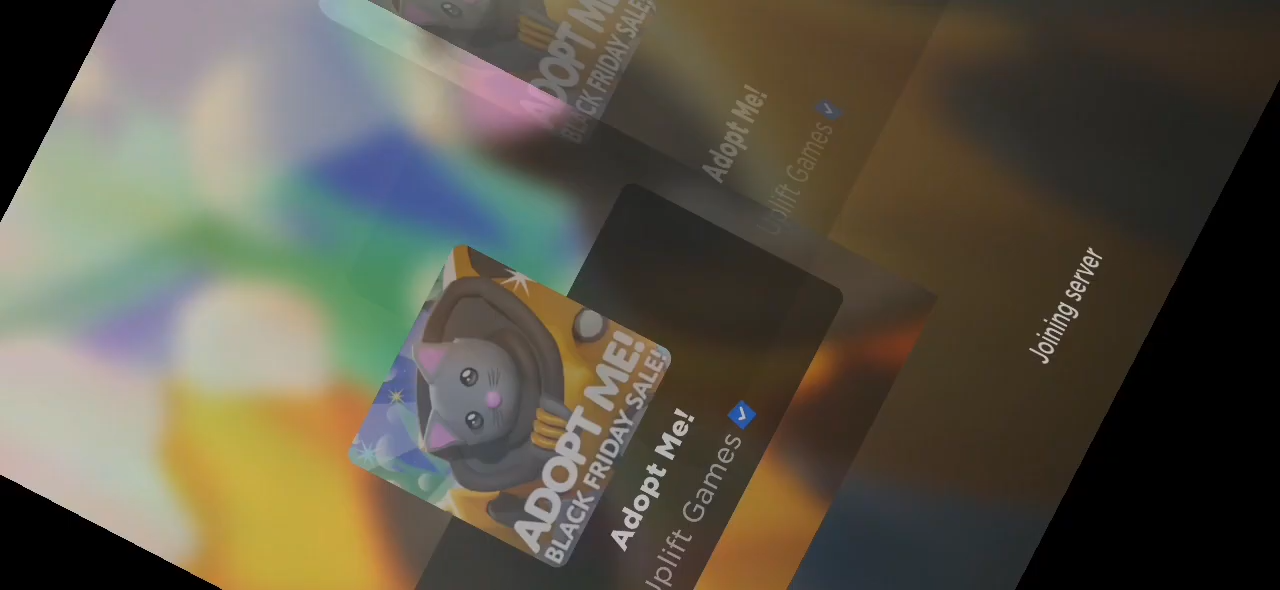 ADOPT ME!
BLACK FRIDAY SALE!
Adopt Me!
Uplift Games
ADOPT ME!
BLACK FRIDAY SALE!
Adopt Me!
Uplift Games
Joining server